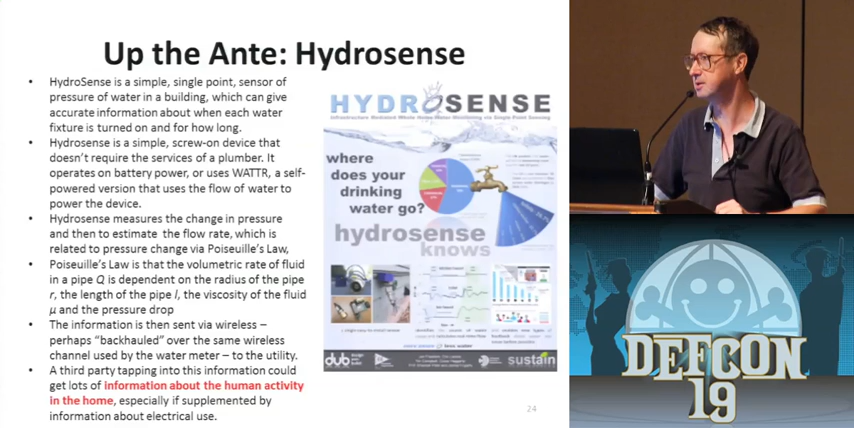 Up the Ante: Hydrosense
• HydroSense is a simple, single point, sensor of
pressure of water in a building, which can give
accurate information about when each water
fixture is turned on and for how long.
• Hydrosense is a simple, screw-on device that
doesn't require the services of a plumber. It
operates on battery power, or uses WATTR, a self-
powered version that uses the flow of water to
power the device.
• Hydrosense measures the change in pressure
and then to estimate the flow rate, which is
related to pressure change via Poiseuille's Law,
• Poiseuille's Law is that the volumetric rate of fluid
in a pipe Q is dependent on the radius of the pipe
r, the length of the pipe l, the viscosity of the fluid
μ and the pressure drop
• The information is then sent via wireless –
perhaps "backhauled" over the same wireless
channel used by the water meter – to the utility.
• A third party tapping into this information could
get lots of information about the human activity
in the home, especially if supplemented by
information about electrical use.
HYDROSENSE
where
does your
drinking
water go?
hydrosense
knows
dub
sustain
24
DEFCON
19